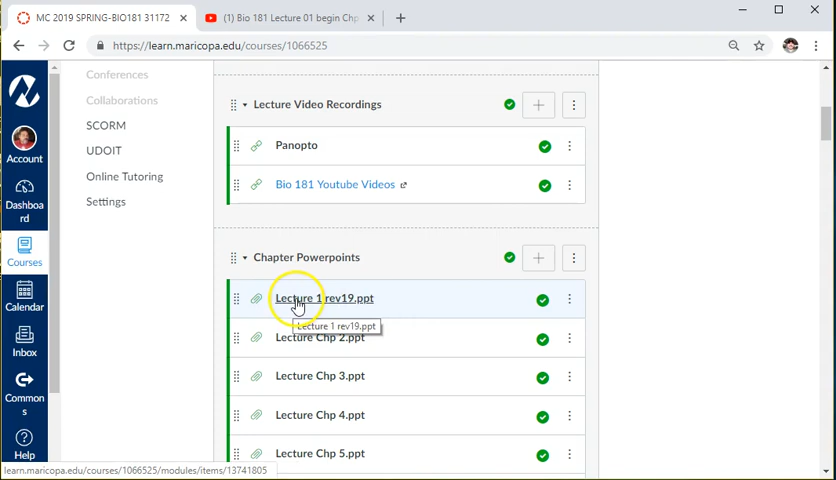 MC 2019 SPRING-BIO181 31172
(1) Bio 181 Lecture 01 begin Chp
https://learn.maricopa.edu/courses/1066525
Account
Dashboa
rd
Courses
Calendar
Inbox
Common
s
Help
Conferences
Collaborations
SCORM
UDOIT
Online Tutoring
Settings
Lecture Video Recordings
Panopto
Bio 181 Youtube Videos
Chapter Powerpoints
Lecture 1 rev19.ppt
Lecture 1 rev19.ppt
Lecture Chp 2.ppt
Lecture Chp 3.ppt
Lecture Chp 4.ppt
Lecture Chp 5.ppt
learn.maricopa.edu/courses/1066525/modules/items/13741805